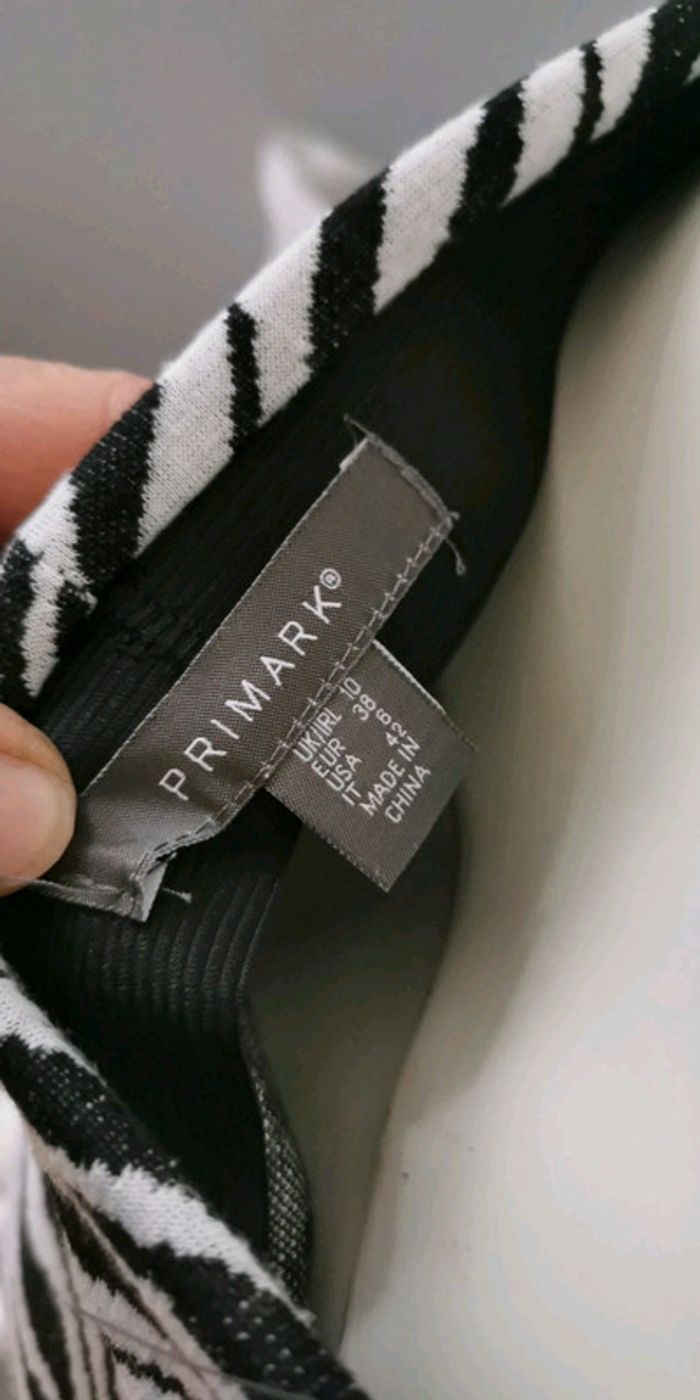 PRIMARK®
UK/IRL 10
EUR 38
USA 6
IT 42
MADE IN
CHINA